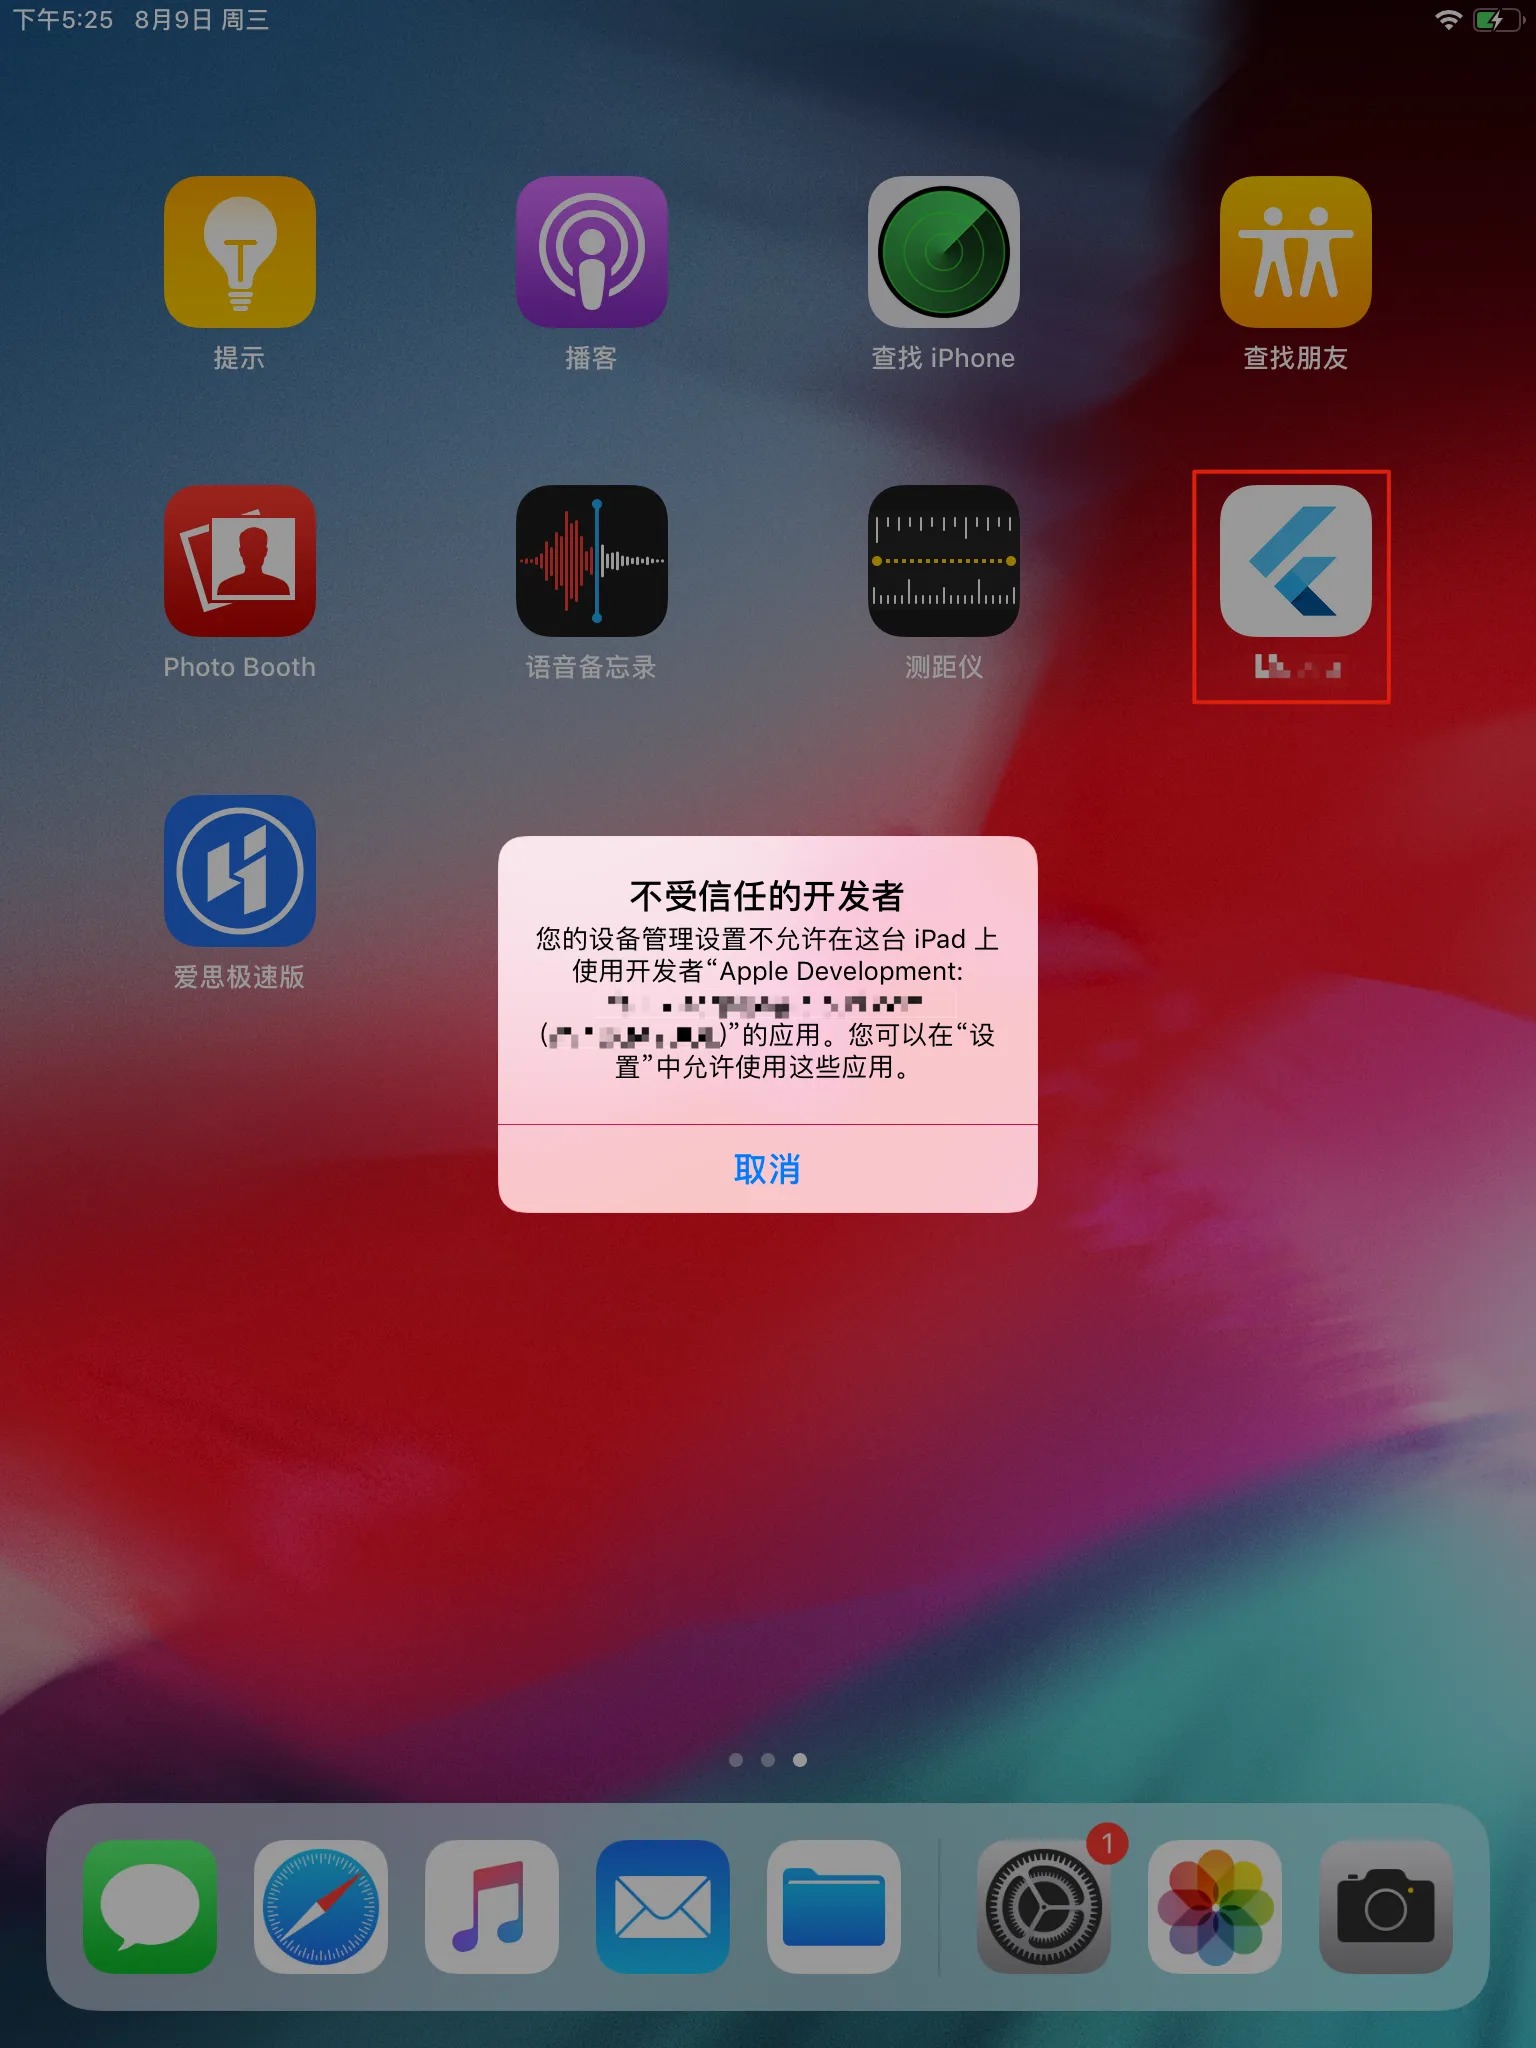 下午5:25 8月9日 周三
提示
播客
查找 iPhone
查找朋友
Photo Booth
语音备忘录
测距仪
爱思极速版
不受信任的开发者
您的设备管理设置不允许在这台 iPad 上
使用开发者“Apple Development:
()”的应用。您可以在“设
置”中允许使用这些应用。
取消
1